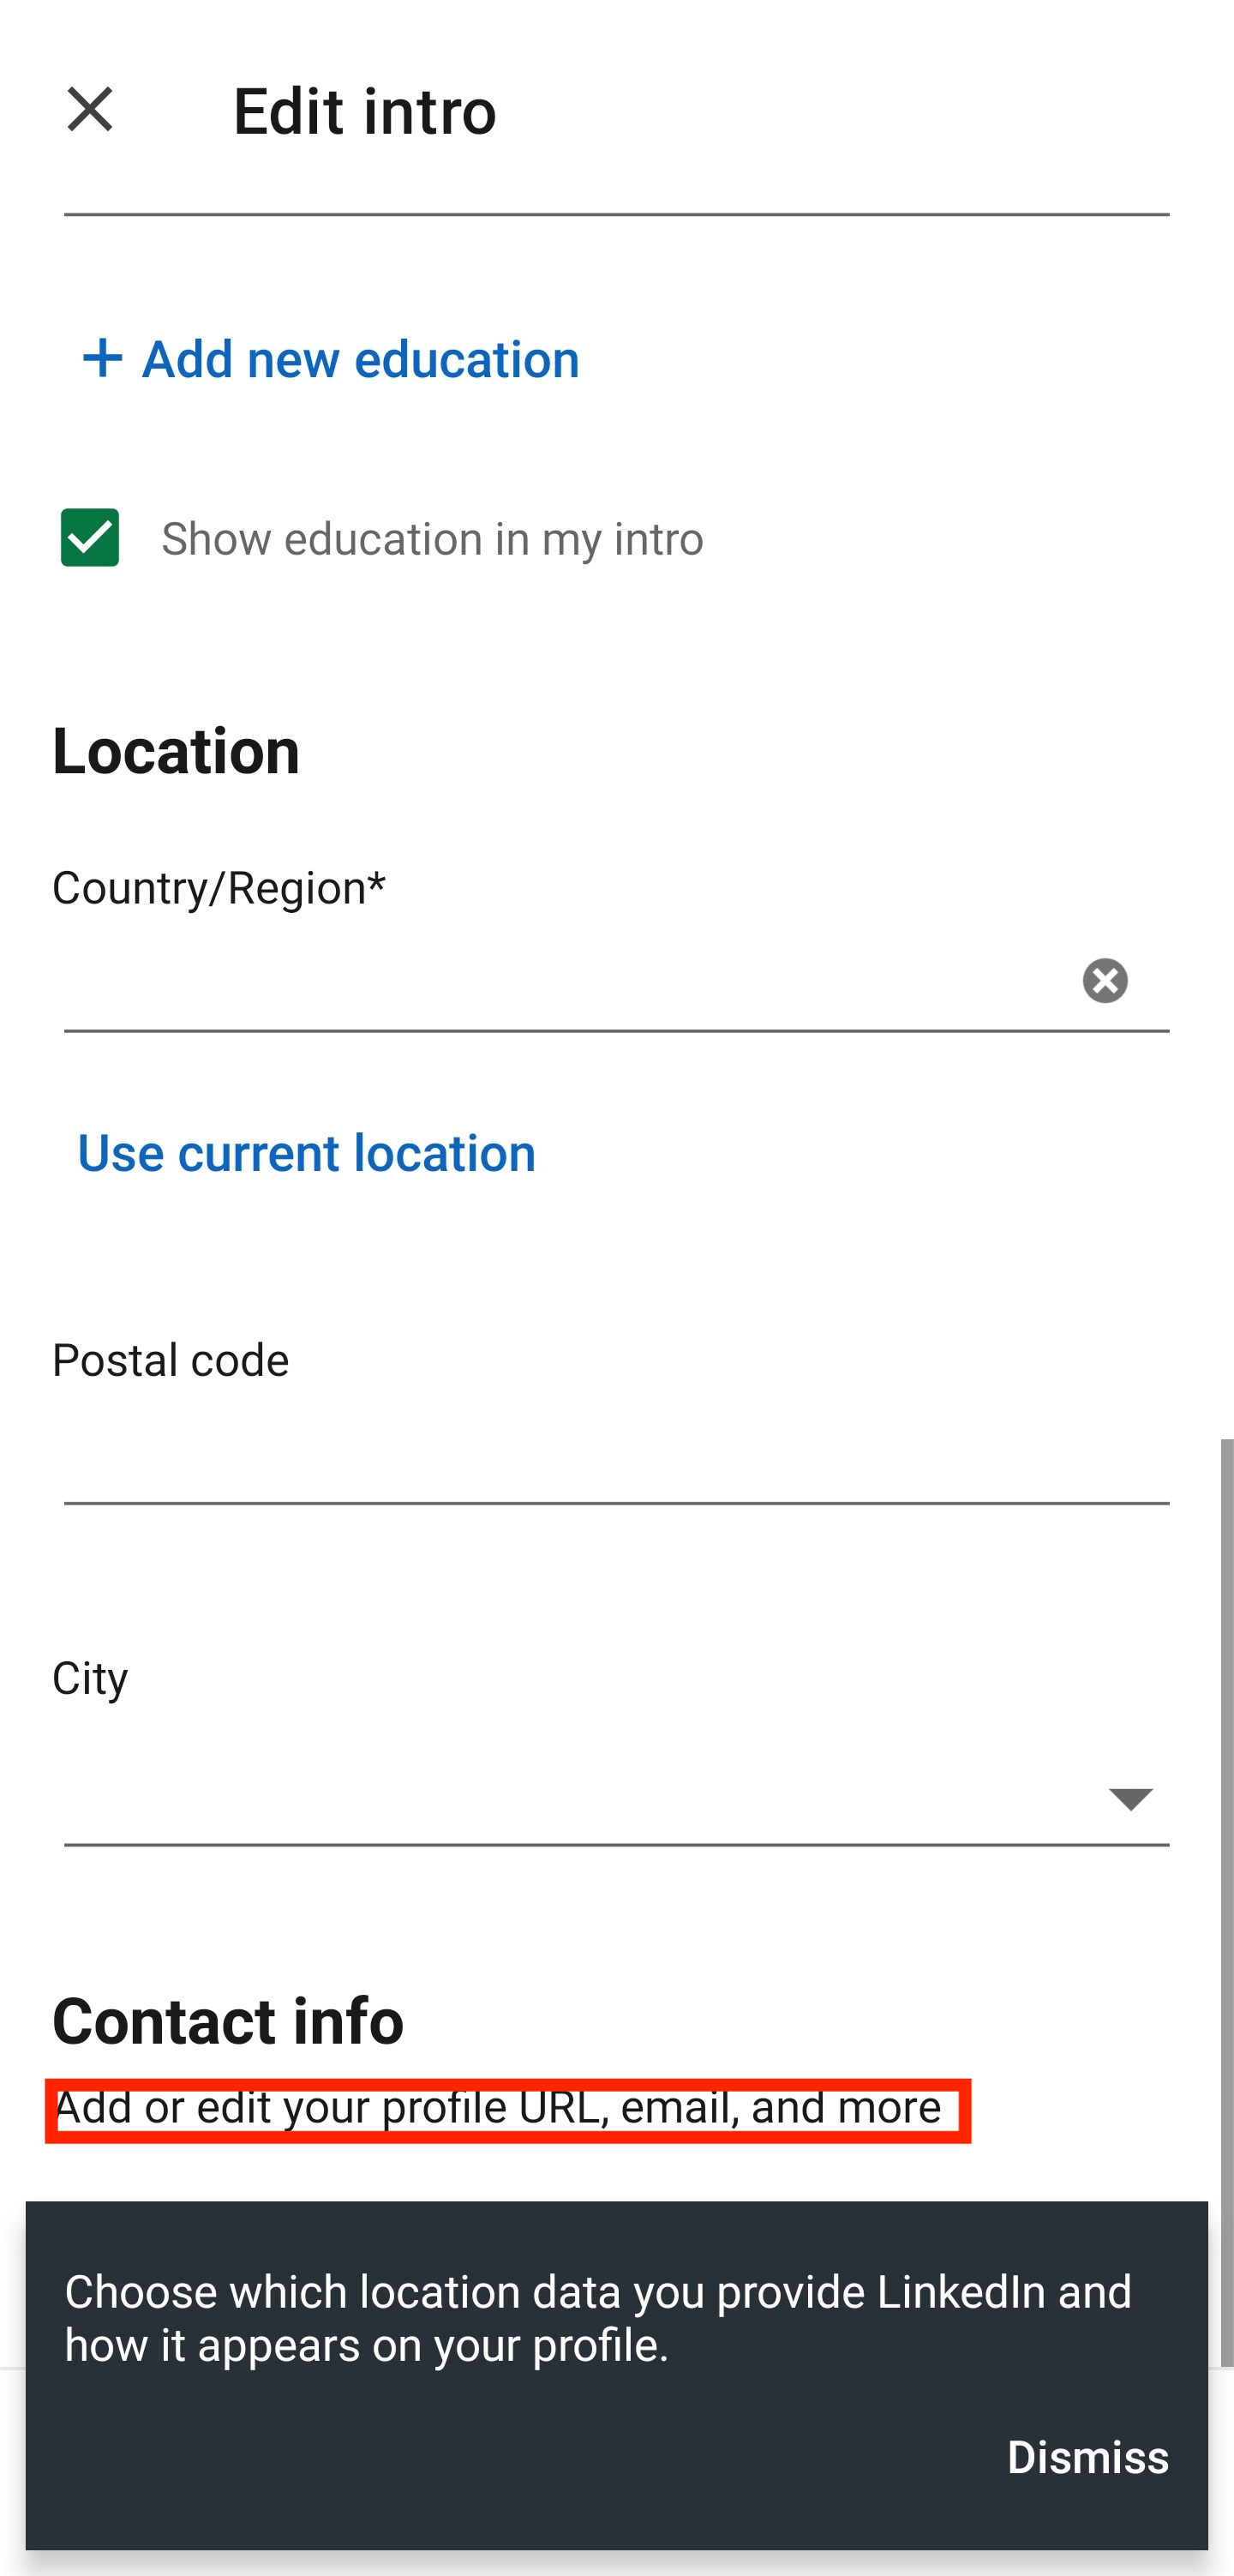 Edit intro
+ Add new education
Show education in my intro
Location
Country/Region*
Use current location
Postal code
City
Contact info
Add or edit your profile URL, email, and more
Choose which location data you provide LinkedIn and
how it appears on your profile.
Dismiss